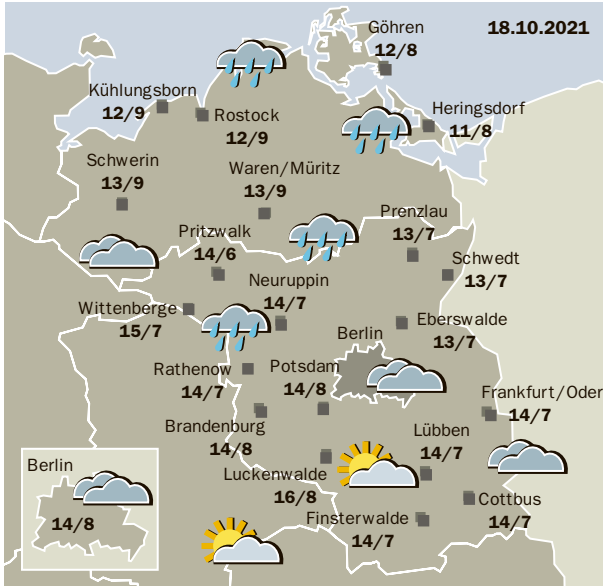 Göhren
12/8
18.10.2021
Kühlungsborn
12/9
Rostock
12/9
Heringsdorf
11/8
Schwerin
13/9
Waren/Müritz
13/9
Prenzlau
13/7
Pritzwalk
14/6
Schwedt
13/7
Neuruppin
14/7
Wittenberge
15/7
Eberswalde
13/7
Berlin
Rathenow
14/7
Potsdam
14/8
Frankfurt/Oder
14/7
Brandenburg
14/8
Lübben
14/7
Luckenwalde
16/8
Berlin
14/8
Cottbus
14/7
Finsterwalde
14/7